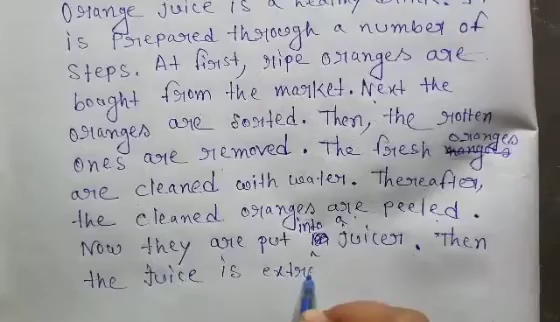 Orange juice is a healthy
is prepared through a number of
steps. At first, ripe oranges are
bought from the market. Next the
oranges are sorted. Then, the rotten
ones are removed. The fresh oranges
are cleaned with water. Thereafter,
the cleaned oranges are peeled.
Now they are put into a juicer. Then
the juice is extr